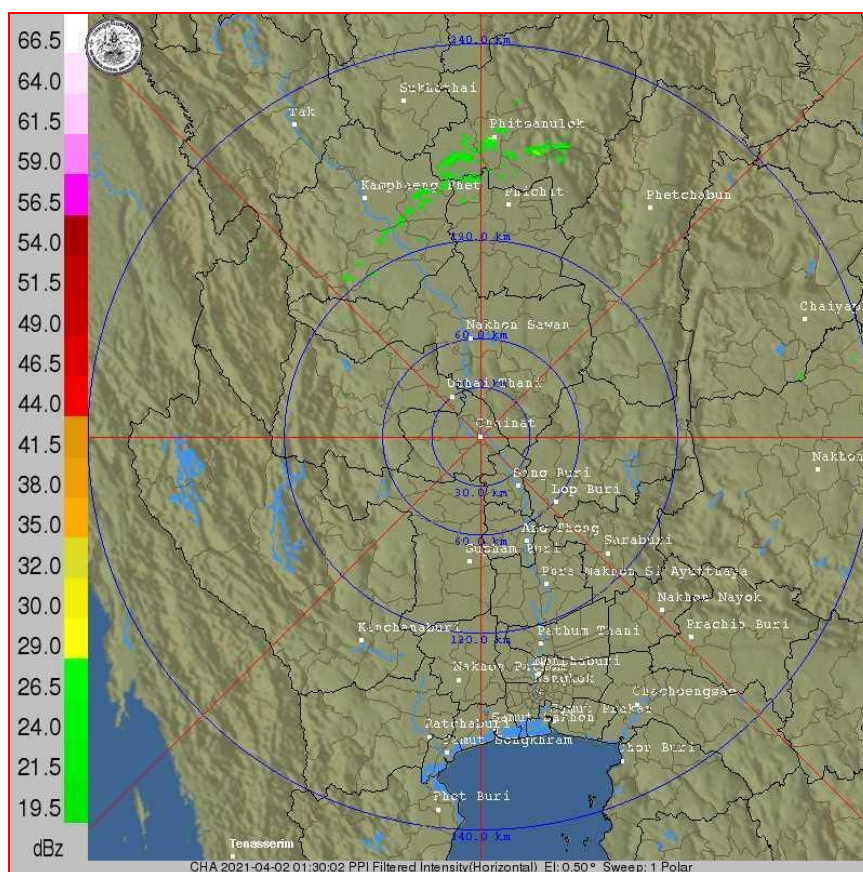 66.5
64.0
61.5
59.0
56.5
54.0
51.5
49.0
46.5
44.0
41.5
38.0
35.0
32.0
30.0
29.0
26.5
24.0
21.5
19.5
dBz
240.0 km
Sukhothai
Tak
Phitsanulok
Kamphaeng Phet
Phichit
Phetchabun
120.0 km
Chaiyap
Nakhon Sawan
60.0 km
Uthai Thani
Chainat
Nakhon
Sing Buri
30.0 km
Lop Buri
Ang Thong
60.0 km
Saraburi
Suphan Buri
Pora Nakhon Si Ayutthaya
Nakhon Nayok
120.0 km
Kanchanaburi
Pathum Thani
Prachin Buri
Nakhon Pathom
Nonthaburi
Bangkok
Chachoengsao
Samut Prakan
Samut Sakhon
Ratchaburi
Samut Songkhram
Chon Buri
Phet Buri
240.0 km
Tenasserim
CHA 2021-04-02 01:30:02 PPI Filtered Intensity(Horizontal) El: 0.50° Sweep: 1 Polar